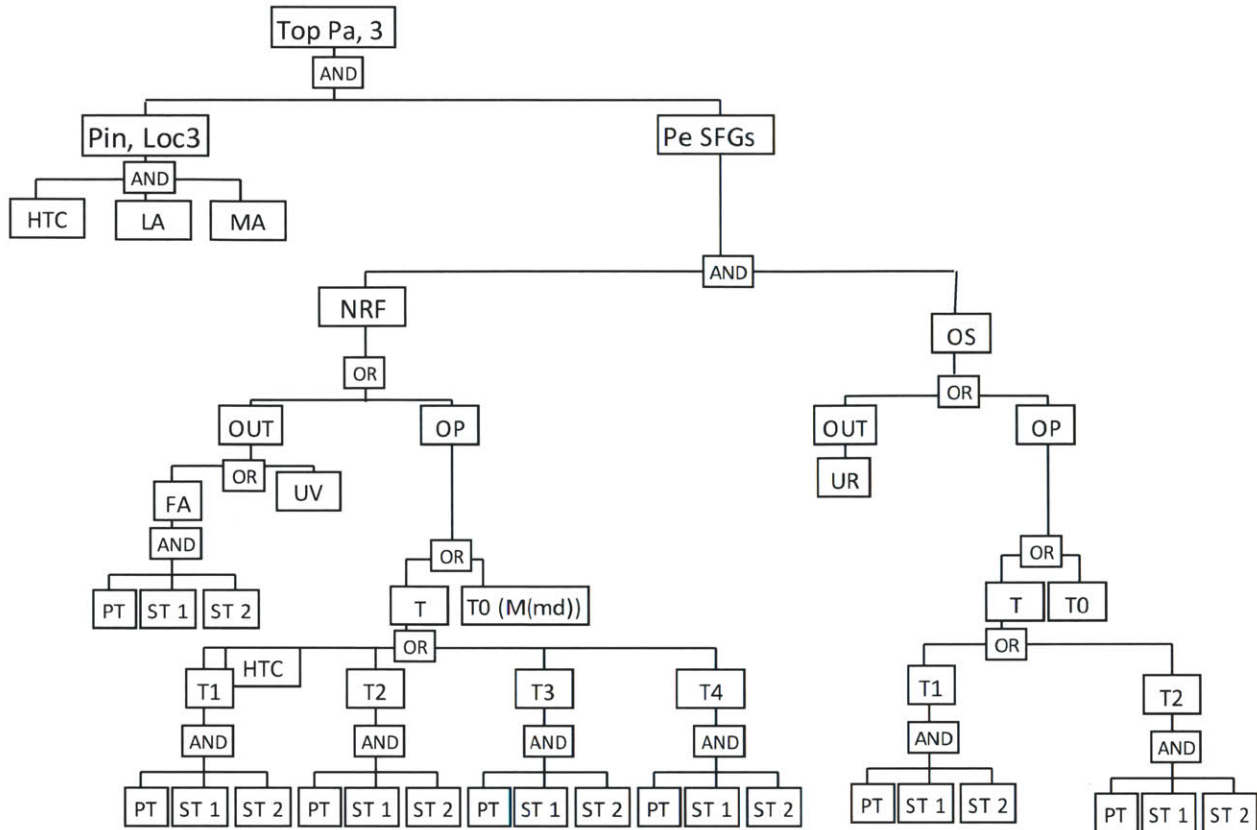 Top Pa, 3
AND
Pin, Loc3
Pe SFGs
AND
HTC
LA
MA
AND
NRF
OS
OR
OR
OUT
OP
OUT
OP
OR
UV
UR
FA
AND
OR
OR
PT
ST 1
ST 2
T
T0 (M(md))
T
T0
OR
OR
HTC
T1
T2
T3
T4
T1
T2
AND
AND
AND
AND
AND
AND
PT
ST 1
ST 2
PT
ST 1
ST 2
PT
ST 1
ST 2
PT
ST 1
ST 2
PT
ST 1
ST 2
PT
ST 1
ST 2